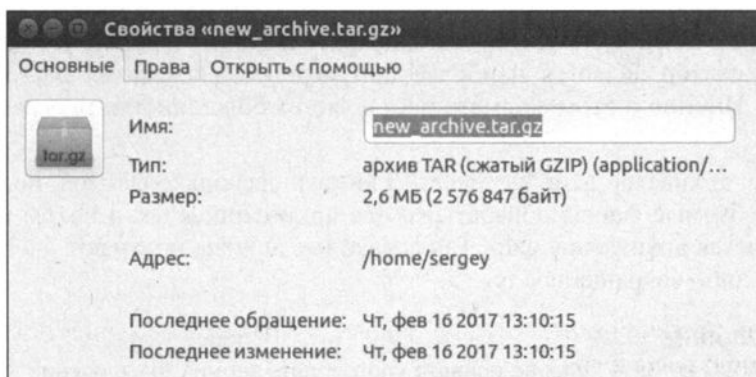 Свойства «new_archive.tar.gz»
Основные Права Открыть с помощью
tar.gz
Имя: new_archive.tar.gz
Тип: архив TAR (сжатый GZIP) (application/...
Размер: 2,6 МБ (2 576 847 байт)
Адрес: /home/sergey
Последнее обращение: Чт, фев 16 2017 13:10:15
Последнее изменение: Чт, фев 16 2017 13:10:15